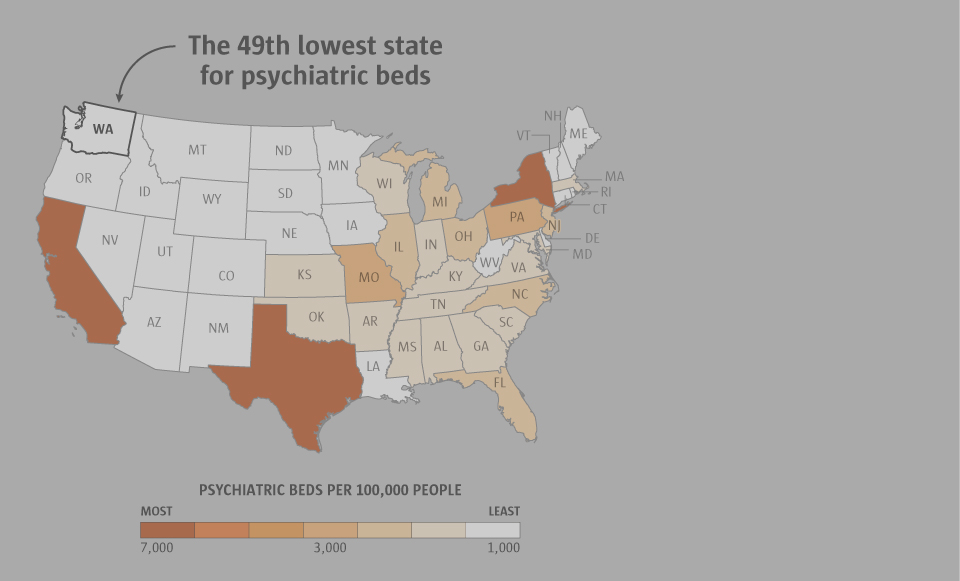 The 49th lowest state
for psychiatric beds
NH
VT
ME
WA
MT
ND
MN
OR
ID
WY
SD
WI
MI
MA
RI
CT
NV
UT
CO
NE
IA
IL
IN
OH
PA
NJ
DE
MD
WV
VA
KS
MO
KY
AZ
NM
OK
AR
TN
NC
SC
MS
AL
GA
LA
FL
PSYCHIATRIC BEDS PER 100,000 PEOPLE
MOST LEAST
7,000 3,000 1,000